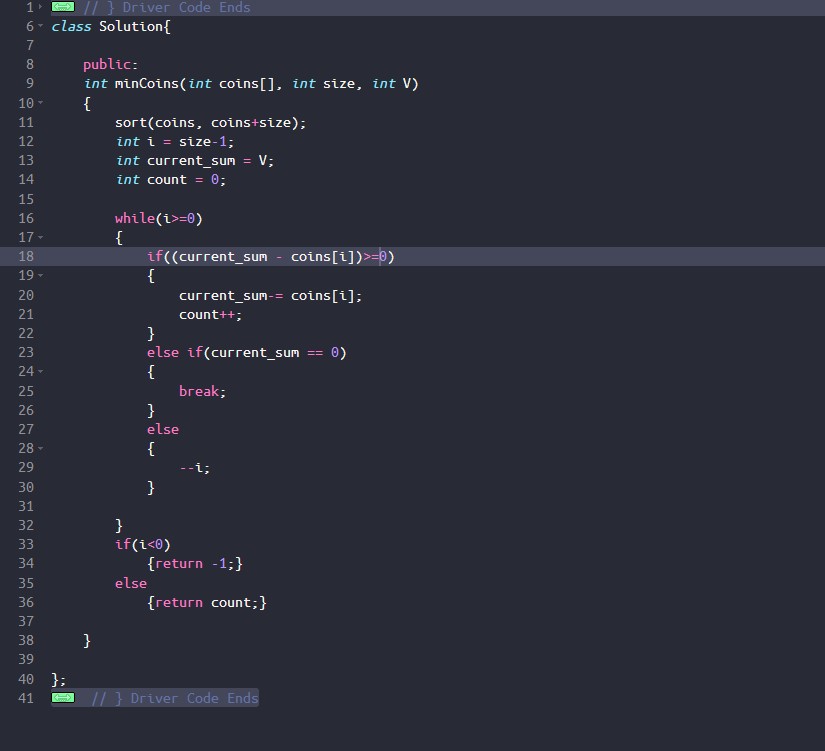 1 // } Driver Code Ends
6 class Solution{
7
8 public:
9 int minCoins(int coins[], int size, int V)
10 {
11 sort(coins, coins+size);
12 int i = size-1;
13 int current_sum = V;
14 int count = 0;
15
16 while(i>=0)
17 {
18 if((current_sum - coins[i])>=0)
19 {
20 current_sum-= coins[i];
21 count++;
22 }
23 else if(current_sum == 0)
24 {
25 break;
26 }
27 else
28 {
29 --i;
30 }
31
32 }
33 if(i<0)
34 {return -1;}
35 else
36 {return count;}
37
38 }
39
40 };
41 // } Driver Code Ends